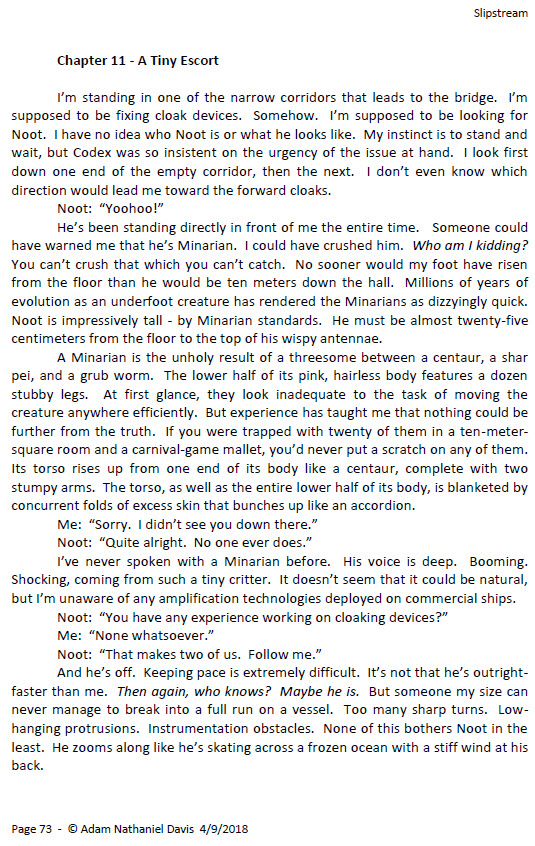 Slipstream
Chapter 11 - A Tiny Escort
I'm standing in one of the narrow corridors that leads to the bridge.  I'm
supposed to be fixing cloak devices.  Somehow.  I'm supposed to be looking for
Noot.  I have no idea who Noot is or what he looks like.  My instinct is to stand and
wait, but Codex was so insistent on the urgency of the issue at hand.  I look first
down one end of the empty corridor, then the next.  I don't even know which
direction would lead me toward the forward cloaks.
Noot:  "Yoohoo!"
He's been standing directly in front of me the entire time.  Someone could
have warned me that he's Minarian.  I could have crushed him.  Who am I kidding?
You can't crush that which you can't catch.  No sooner would my foot have risen
from the floor than he would be ten meters down the hall.  Millions of years of
evolution as an underfoot creature has rendered the Minarians as dizzyingly quick.
Noot is impressively tall - by Minarian standards.  He must be almost twenty-five
centimeters from the floor to the top of his wispy antennae.
A Minarian is the unholy result of a threesome between a centaur, a shar
pei, and a grub worm.  The lower half of its pink, hairless body features a dozen
stubby legs.  At first glance, they look inadequate to the task of moving the
creature anywhere efficiently.  But experience has taught me that nothing could be
further from the truth.  If you were trapped with twenty of them in a ten-meter-
square room and a carnival-game mallet, you'd never put a scratch on any of them.
Its torso rises up from one end of its body like a centaur, complete with two
stumpy arms.  The torso, as well as the entire lower half of its body, is blanketed by
concurrent folds of excess skin that bunches up like an accordion.
Me:  "Sorry.  I didn't see you down there."
Noot:  "Quite alright.  No one ever does."
I've never spoken with a Minarian before.  His voice is deep.  Booming.
Shocking, coming from such a tiny critter.  It doesn't seem that it could be natural,
but I'm unaware of any amplification technologies deployed on commercial ships.
Noot:  "You have any experience working on cloaking devices?"
Me:  "None whatsoever."
Noot:  "That makes two of us.  Follow me."
And he's off.  Keeping pace is extremely difficult.  It's not that he's outright-
faster than me.  Then again, who knows?  Maybe he is.  But someone my size can
never manage to break into a full run on a vessel.  Too many sharp turns.  Low-
hanging protrusions.  Instrumentation obstacles.  None of this bothers Noot in the
least.  He zooms along like he's skating across a frozen ocean with a stiff wind at his
back.
Page 73  -  © Adam Nathaniel Davis  4/9/2018